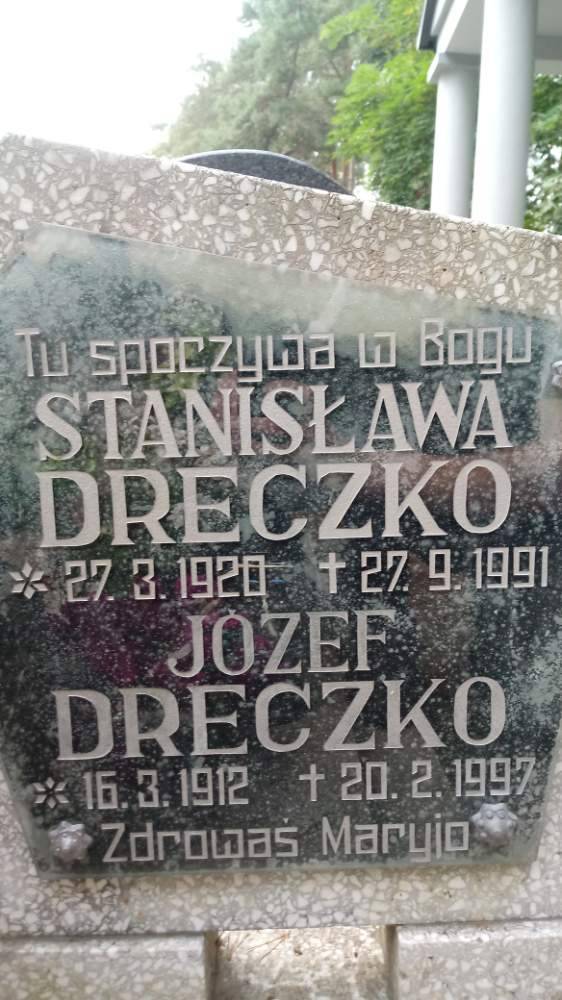 Tu spoczywa w Bogu
STANISŁAWA
DRECZKO
* 27. 3. 1920 † 27. 9. 1991
JÓZEF
DRECZKO
* 16. 3. 1912 † 20. 2. 1997
Zdrowaś Maryjo